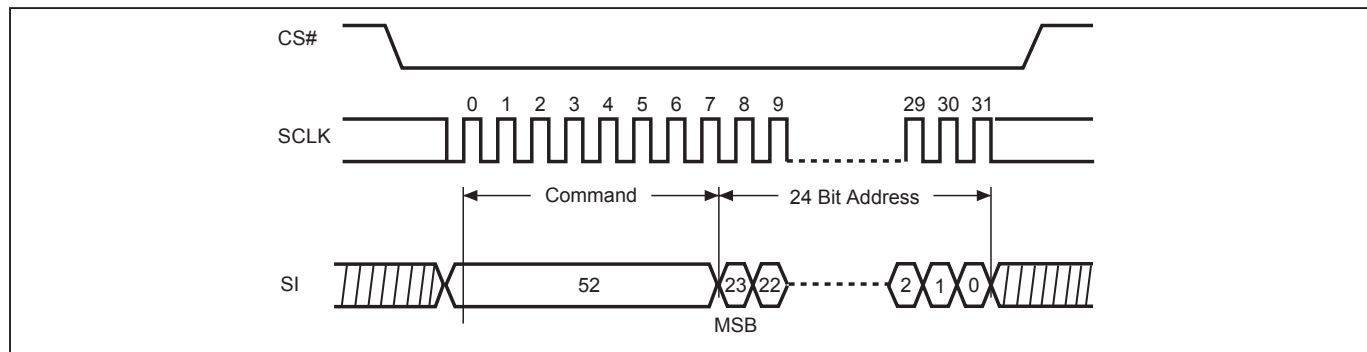 CS#
0 1 2 3 4 5 6 7 8 9 29 30 31
SCLK
Command 24 Bit Address
SI 52 23 22 2 1 0
MSB